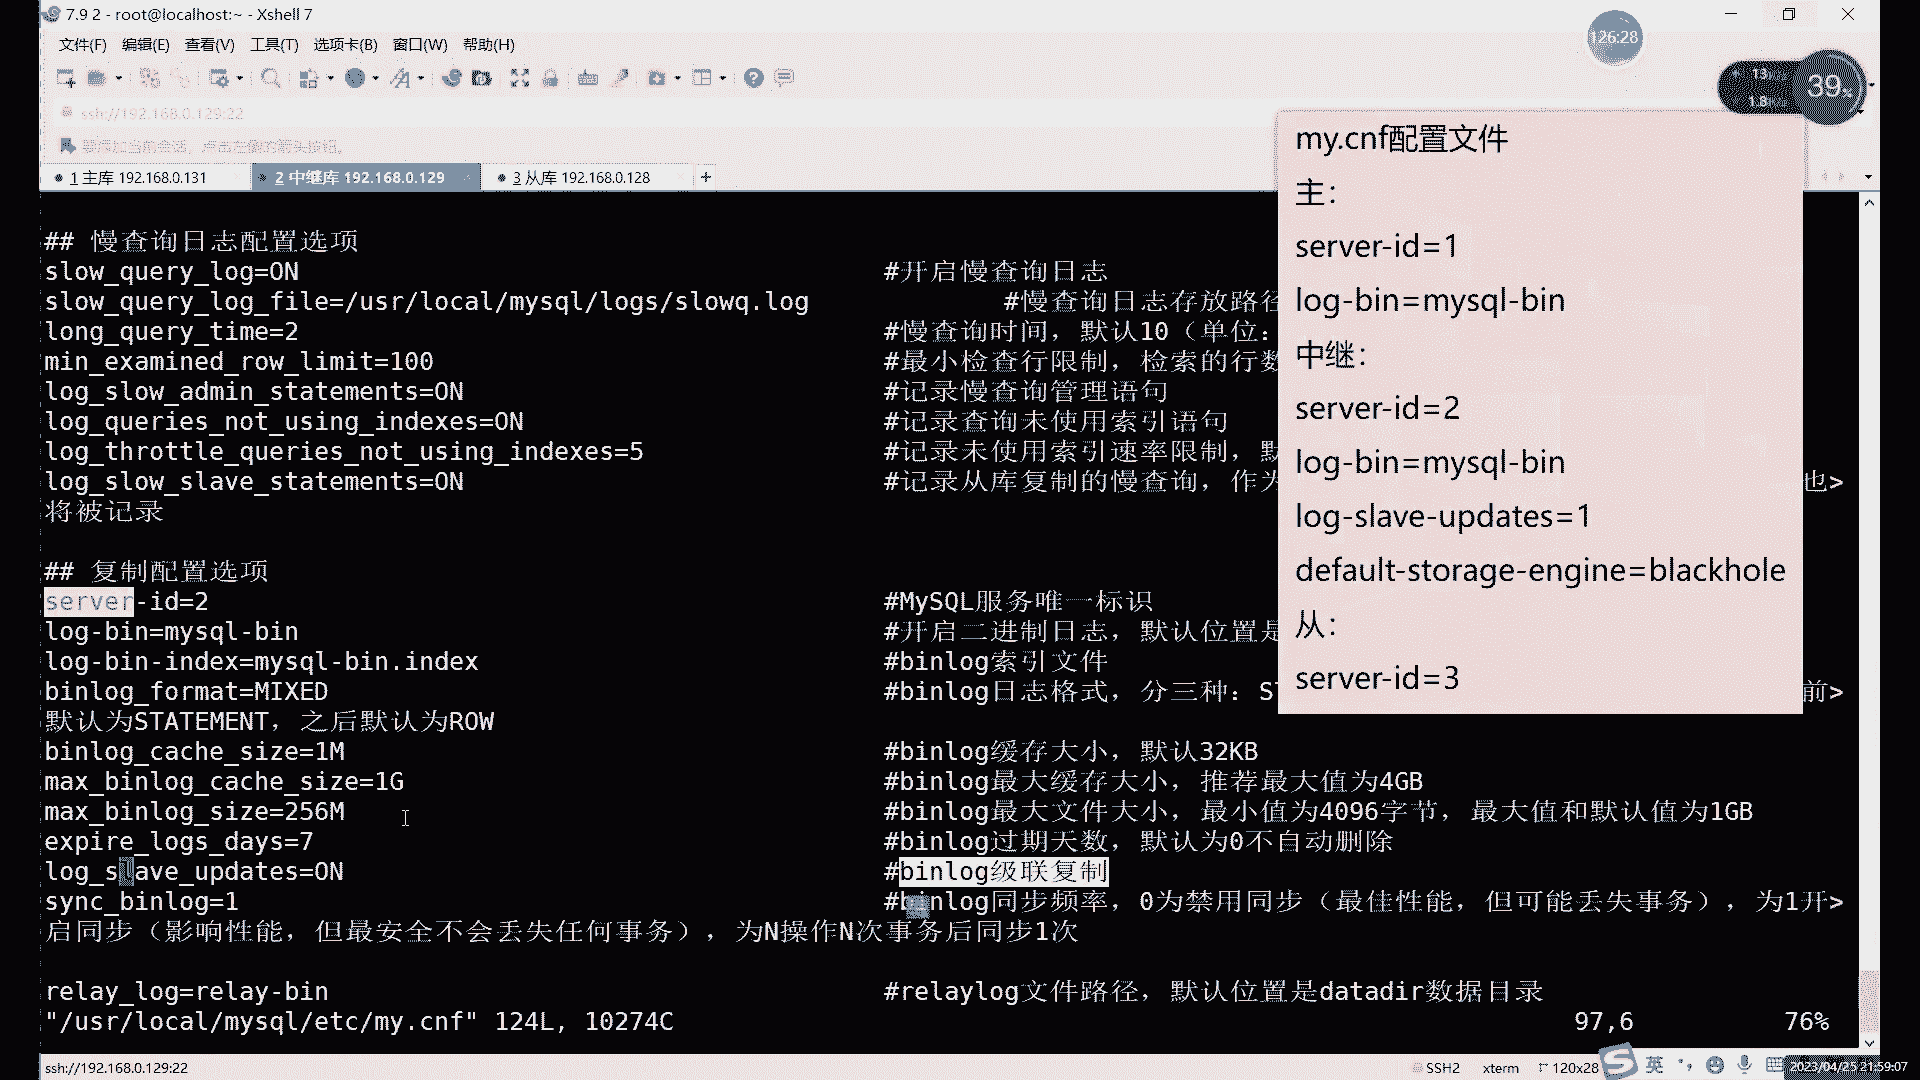 7.9 2 - root@localhost:~ - Xshell 7
126:28
文件(F) 编辑(E) 查看(V) 工具(T) 选项卡(B) 窗口(W) 帮助(H)
39%
ssh://192.168.0.129:22
要添加当前会话，点击左侧的箭头按钮。
1 主库 192.168.0.131
2 中继库 192.168.0.129
3 从库 192.168.0.128
+
my.cnf配置文件
主：
server-id=1
log-bin=mysql-bin
中继：
server-id=2
log-bin=mysql-bin
log-slave-updates=1
default-storage-engine=blackhole
从：
server-id=3
## 慢查询日志配置选项
slow_query_log=ON #开启慢查询日志
slow_query_log_file=/usr/local/mysql/logs/slowq.log #慢查询日志存放路径
long_query_time=2 #慢查询时间，默认10（单位：
min_examined_row_limit=100 #最小检查行限制，检索的行数
log_slow_admin_statements=ON #记录慢查询管理语句
log_queries_not_using_indexes=ON #记录查询未使用索引语句
log_throttle_queries_not_using_indexes=5 #记录未使用索引速率限制，默
log_slow_slave_statements=ON #记录从库复制的慢查询，作为 也>
将被记录
## 复制配置选项
server-id=2 #MySQL服务唯一标识
log-bin=mysql-bin #开启二进制日志，默认位置是
log-bin-index=mysql-bin.index #binlog索引文件
binlog_format=MIXED #binlog日志格式，分三种：S 前>
默认为STATEMENT，之后默认为ROW
binlog_cache_size=1M #binlog缓存大小，默认32KB
max_binlog_cache_size=1G #binlog最大缓存大小，推荐最大值为4GB
max_binlog_size=256M #binlog最大文件大小，最小值为4096字节，最大值和默认值为1GB
expire_logs_days=7 #binlog过期天数，默认为0不自动删除
log_slave_updates=ON #binlog级联复制
sync_binlog=1 #binlog同步频率，0为禁用同步（最佳性能，但可能丢失事务），为1开>
启同步（影响性能，但最安全不会丢失任何事务），为N操作N次事务后同步1次
relay_log=relay-bin #relaylog文件路径，默认位置是datadir数据目录
"/usr/local/mysql/etc/my.cnf" 124L, 10274C 97,6 76%
ssh://192.168.0.129:22 SSH2 xterm 120x28 英 2023/04/25 21:59:07